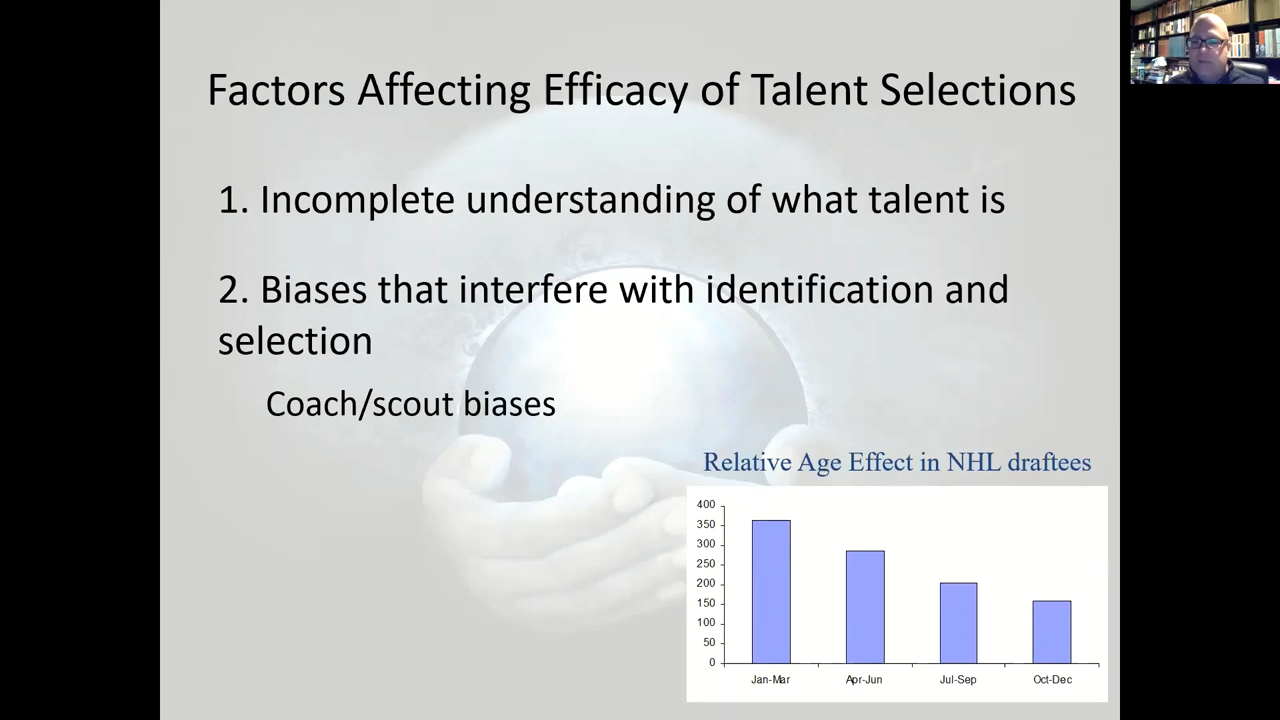 Factors Affecting Efficacy of Talent Selections
1. Incomplete understanding of what talent is
2. Biases that interfere with identification and
selection
Coach/scout biases
Relative Age Effect in NHL draftees
400
350
300
250
200
150
100
50
0
Jan-Mar Apr-Jun Jul-Sep Oct-Dec